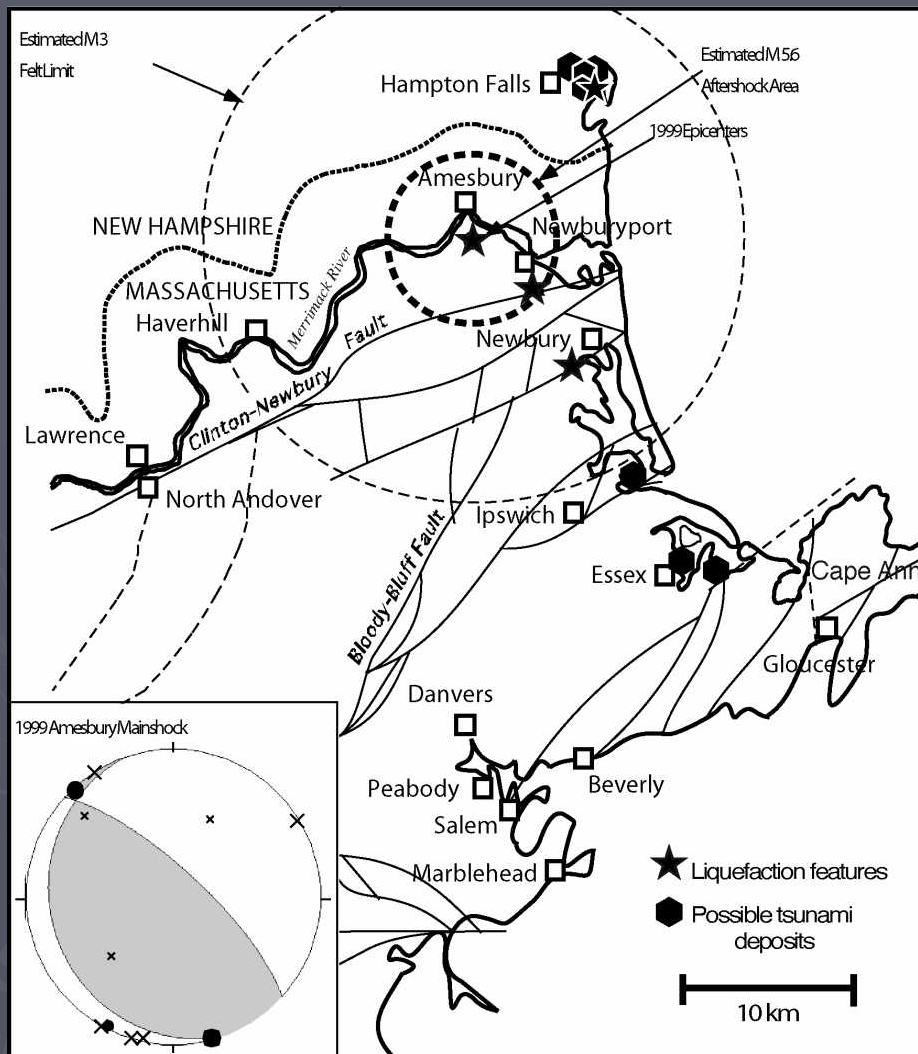 Estimated M 3
Felt Limit
Estimated M 5.6
Aftershock Area
1999 Epicenters
Hampton Falls
Amesbury
NEW HAMPSHIRE
Newburyport
MASSACHUSETTS
Merrimack River
Haverhill
Fault
Newbury
Clinton-Newbury
Lawrence
North Andover
Ipswich
Bloody-Bluff Fault
Essex
Cape Ann
Gloucester
Danvers
1999 Amesbury Mainshock
Peabody
Beverly
Salem
Marblehead
Liquefaction features
Possible tsunami
deposits
10 km